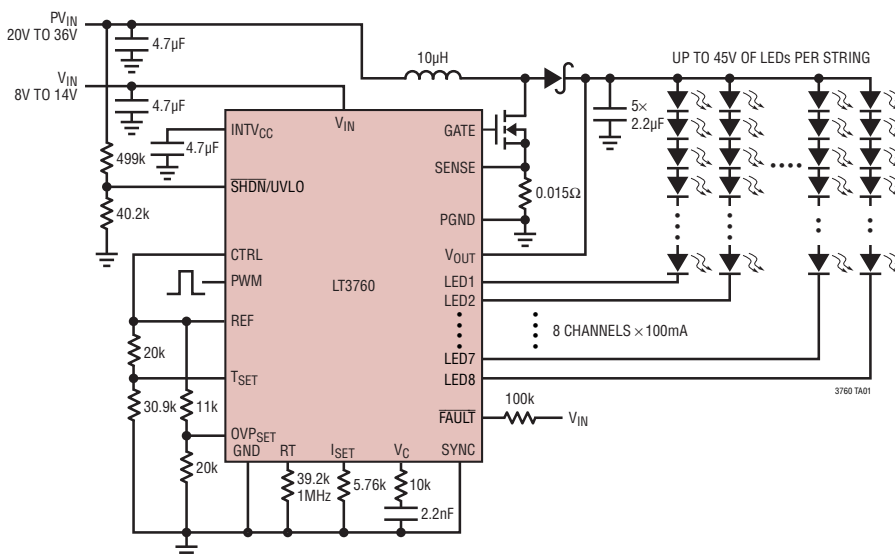 PVIN
20V TO 36V
4.7µF
VIN
8V TO 14V
4.7µF
10µH
UP TO 45V OF LEDs PER STRING
5×
2.2µF
INTVCC
VIN
GATE
4.7µF
499k
SENSE
SHDN/UVLO
0.015Ω
40.2k
PGND
CTRL
VOUT
PWM
LT3760
LED1
LED2
REF
8 CHANNELS × 100mA
20k
LED7
TSET
LED8
3760 TA01
30.9k
11k
100k
FAULT
VIN
OVPSET
GND
RT
ISET
VC
SYNC
20k
39.2k
1MHz
5.76k
10k
2.2nF